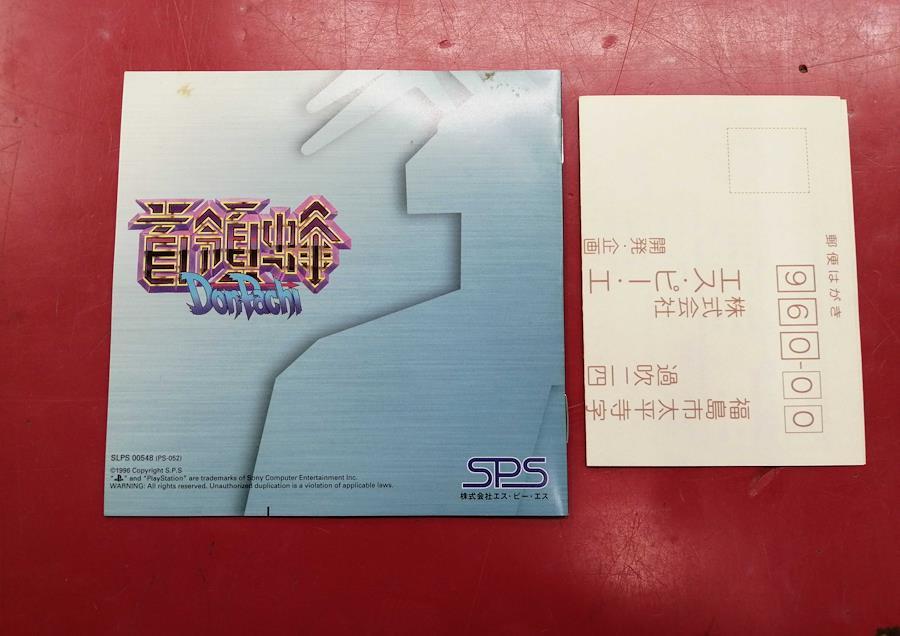 首領蜂
DonPachi
SLPS 00548 (PS-052)
©1996 Copyright S.P.S
" " and "PlayStation" are trademarks of Sony Computer Entertainment Inc.
WARNING: All rights reserved. Unauthorized duplication is a violation of applicable laws.
SPS
株式会社エス・ピー・エス
郵便はがき
960-00
福島市太平寺字
過吹一四
株式会社
エス・ピー・エ
開発・企画